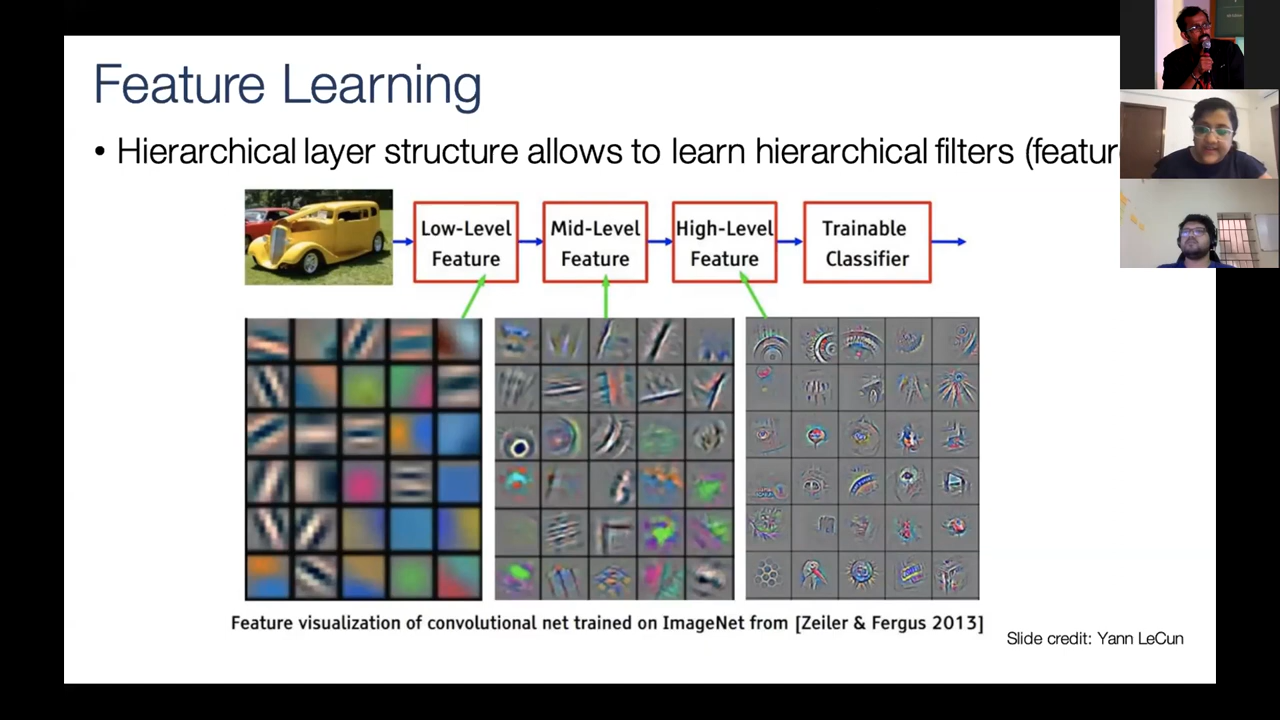 Feature Learning
• Hierarchical layer structure allows to learn hierarchical filters (featur
Low-Level
Feature
Mid-Level
Feature
High-Level
Feature
Trainable
Classifier
Feature visualization of convolutional net trained on ImageNet from [Zeiler & Fergus 2013]
Slide credit: Yann LeCun